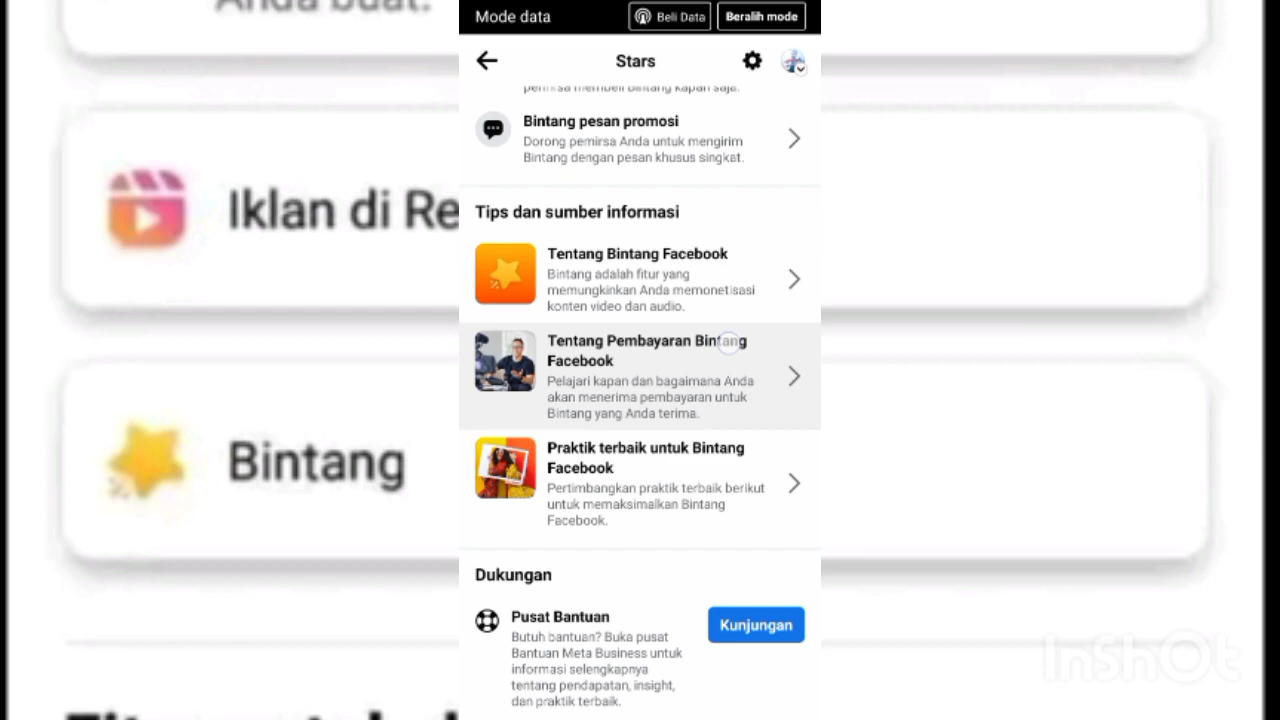 Anda buat.
Iklan di Re
Bintang
Mode data
Beli Data
Beralih mode
Stars
pemirsa membeli Bintang kapan saja.
Bintang pesan promosi
Dorong pemirsa Anda untuk mengirim
Bintang dengan pesan khusus singkat.
Tips dan sumber informasi
Tentang Bintang Facebook
Bintang adalah fitur yang
memungkinkan Anda memonetisasi
konten video dan audio.
Tentang Pembayaran Bintang
Facebook
Pelajari kapan dan bagaimana Anda
akan menerima pembayaran untuk
Bintang yang Anda terima.
Praktik terbaik untuk Bintang
Facebook
Pertimbangkan praktik terbaik berikut
untuk memaksimalkan Bintang
Facebook.
Dukungan
Pusat Bantuan
Butuh bantuan? Buka pusat
Bantuan Meta Business untuk
informasi selengkapnya
tentang pendapatan, insight,
dan praktik terbaik.
Kunjungan
InShOt